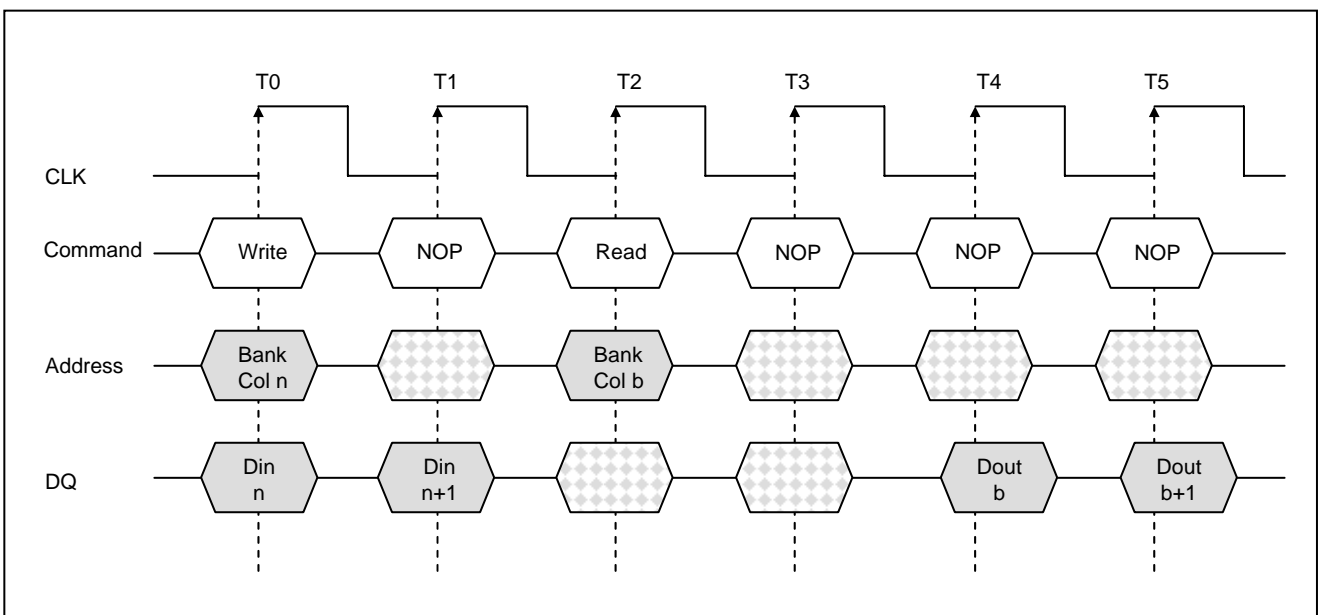 T0 T1 T2 T3 T4 T5
CLK
Command Write NOP Read NOP NOP NOP
Address
Bank
Col n
Bank
Col b
DQ
Din
n
Din
n+1
Dout
b
Dout
b+1